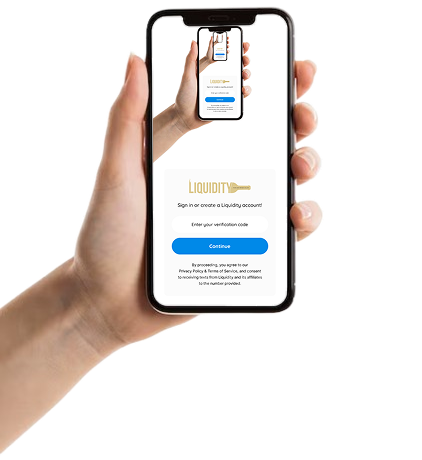 LIQUIDITY
LIQUIDITY
Sign in or create a Liquidity account!
Enter your verification code
Continue
By proceeding, you agree to our
Privacy Policy & Terms of Service, and consent
to receiving texts from Liquidity and its affiliates
to the number provided.